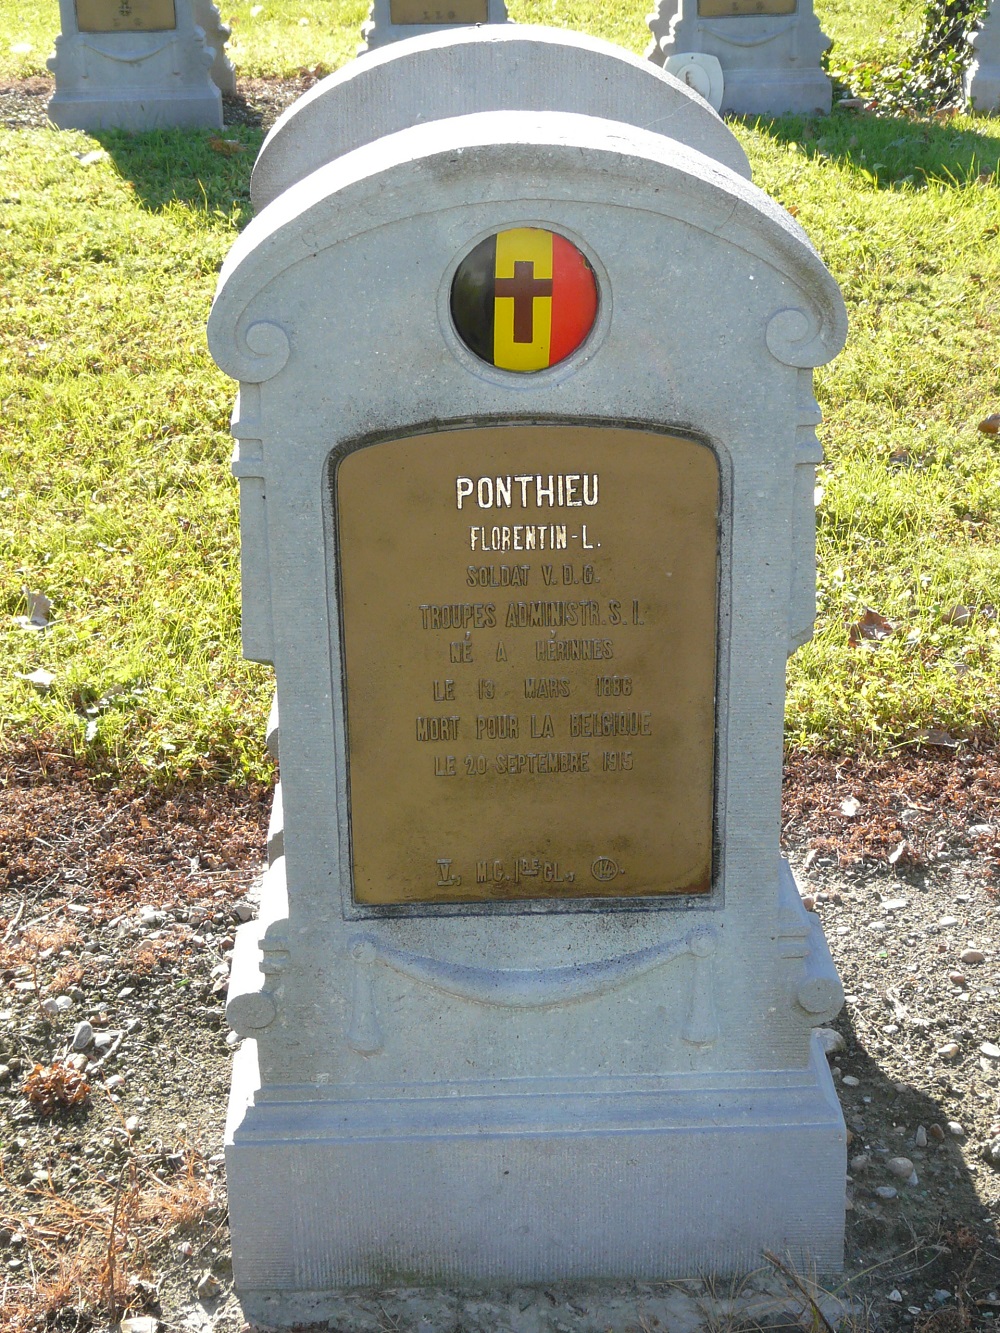 PONTHIEU
FLORENTIN-L.
SOLDAT V.D.G.
TROUPES ADMINISTR. S.I.
NÉ A HÉRINNES
LE 13 MARS 1886
MORT POUR LA BELGIQUE
LE 20 SEPTEMBRE 1915
V., M.C. 1RE CL.,